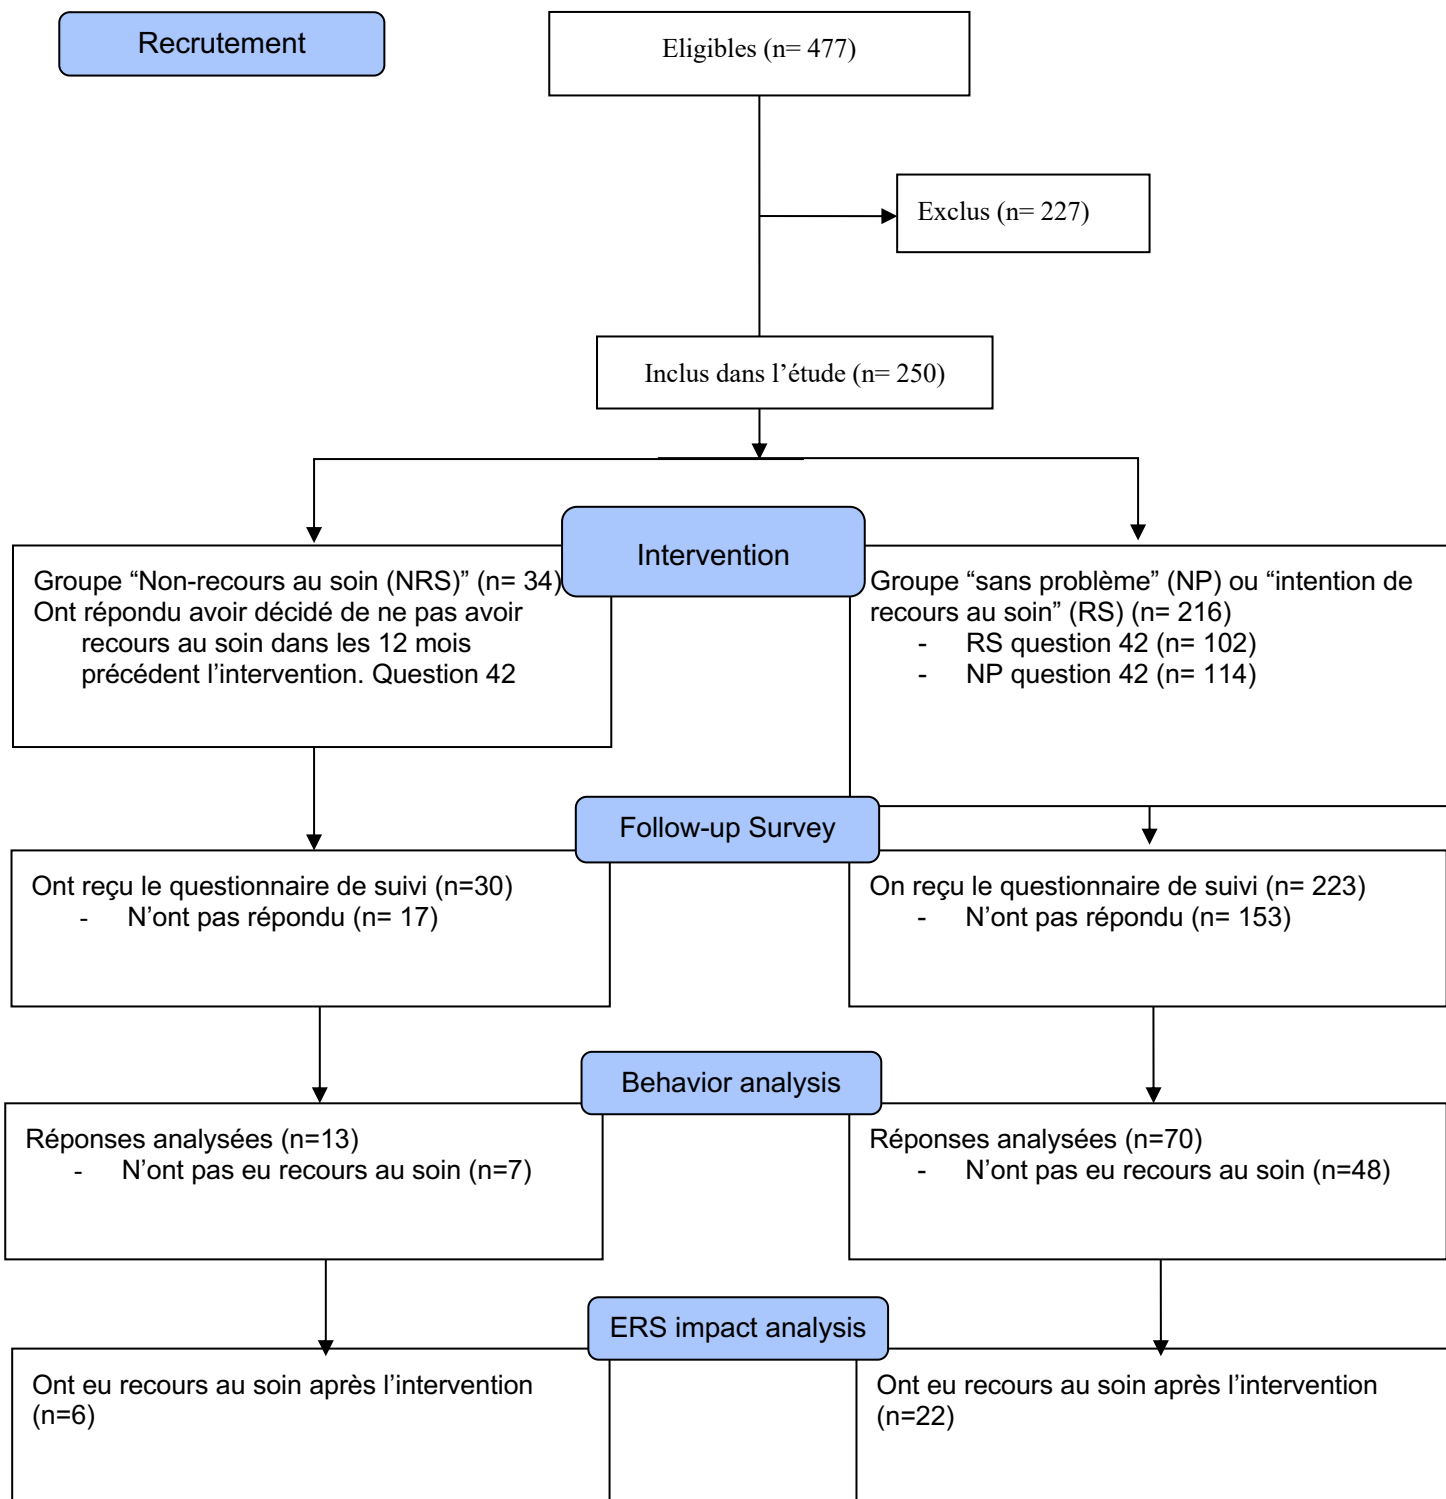 Recrutement
Eligibles (n= 477)
Exclus (n= 227)
Inclus dans l’étude (n= 250)
Intervention
Groupe “Non-recours au soin (NRS)” (n= 34)
Ont répondu avoir décidé de ne pas avoir
recours au soin dans les 12 mois
précédent l’intervention. Question 42
Groupe “sans problème” (NP) ou “intention de
recours au soin” (RS) (n= 216)
- RS question 42 (n= 102)
- NP question 42 (n= 114)
Follow-up Survey
Ont reçu le questionnaire de suivi (n=30)
- N’ont pas répondu (n= 17)
On reçu le questionnaire de suivi (n= 223)
- N’ont pas répondu (n= 153)
Behavior analysis
Réponses analysées (n=13)
- N’ont pas eu recours au soin (n=7)
Réponses analysées (n=70)
- N’ont pas eu recours au soin (n=48)
ERS impact analysis
Ont eu recours au soin après l’intervention
(n=6)
Ont eu recours au soin après l’intervention
(n=22)